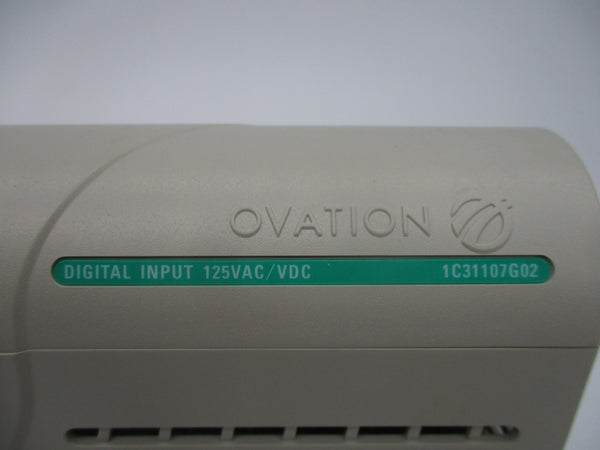 OVATION
DIGITAL INPUT 125VAC/VDC 1C31107G02